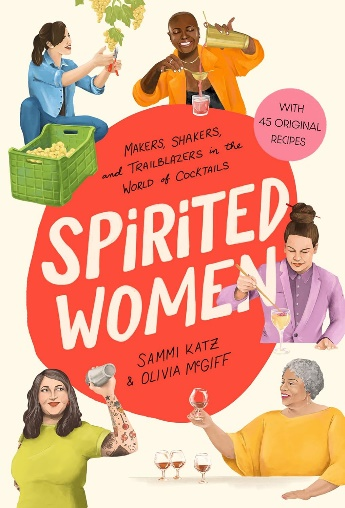 MAKERS, SHAKERS,
and TRAILBLAZERS in the
WORLD OF COCKTAILS
WITH
45 ORIGINAL
RECIPES
SPiRiTED
WOMEN
SAMMI KATZ
& OLIVIA McGIFF